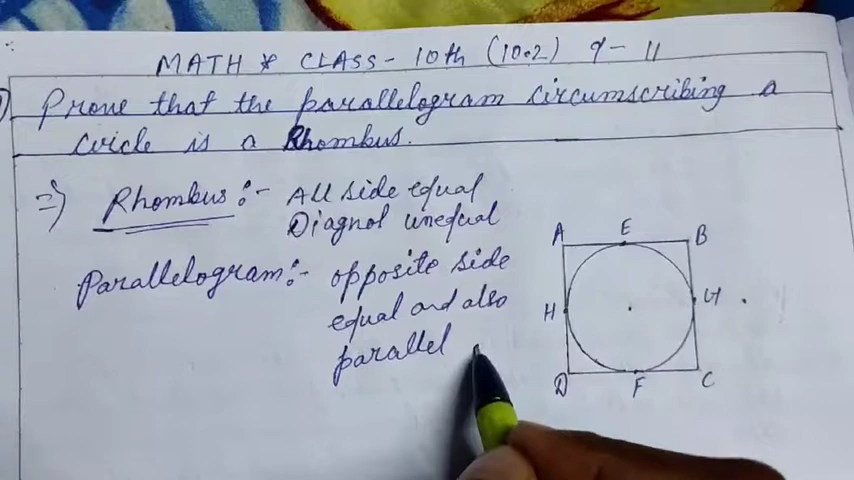 MATH * CLASS - 10th (10.2) q - 11
Prove that the parallelogram circumscribing a
circle is a Rhombus.
=> Rhombus :- All side equal
Diagnol unequal
Parallelogram :- opposite side
equal and also
parallel
A E B
H G
D F C